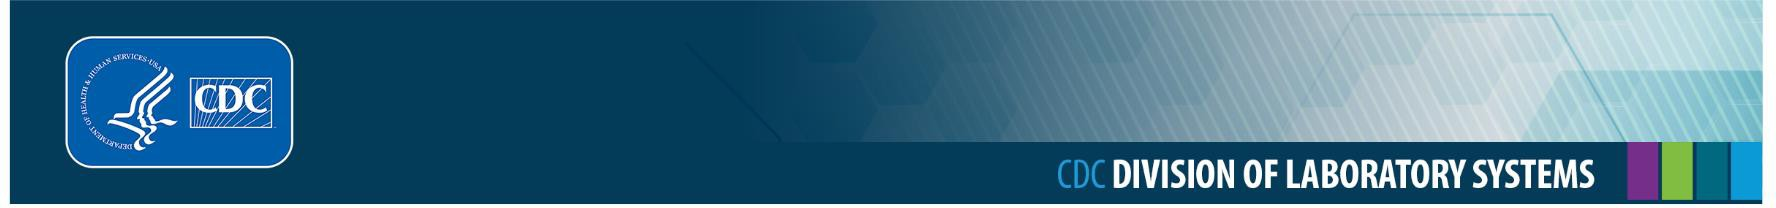 DEPARTMENT OF HEALTH & HUMAN SERVICES-USA
CDC
CDC DIVISION OF LABORATORY SYSTEMS